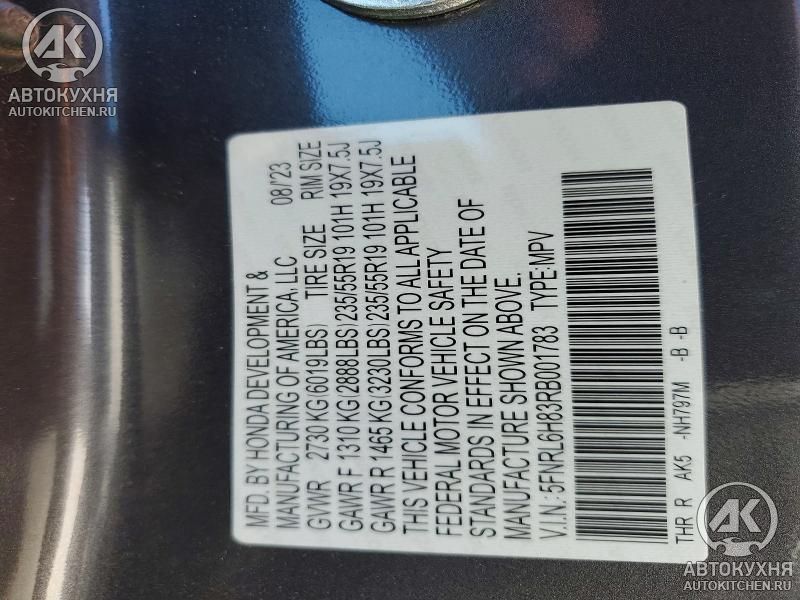 AK
АВТОКУХНЯ
AUTOKITCHEN.RU
MFD. BY HONDA DEVELOPMENT &
MANUFACTURING OF AMERICA, LLC 08/'23
GVWR 2730 KG (6019LBS) TIRE SIZE RIM SIZE
GAWR F 1310 KG (2888LBS) 235/55R19 101H 19X7.5J
GAWR R 1465 KG (3230LBS) 235/55R19 101H 19X7.5J
THIS VEHICLE CONFORMS TO ALL APPLICABLE
FEDERAL MOTOR VEHICLE SAFETY
STANDARDS IN EFFECT ON THE DATE OF
MANUFACTURE SHOWN ABOVE.
V.I.N.: 5FNRL6H83RB001783 TYPE:MPV
THR R AK5 -NH797M -B -B
AK
АВТОКУХНЯ
AUTOKITCHEN.RU